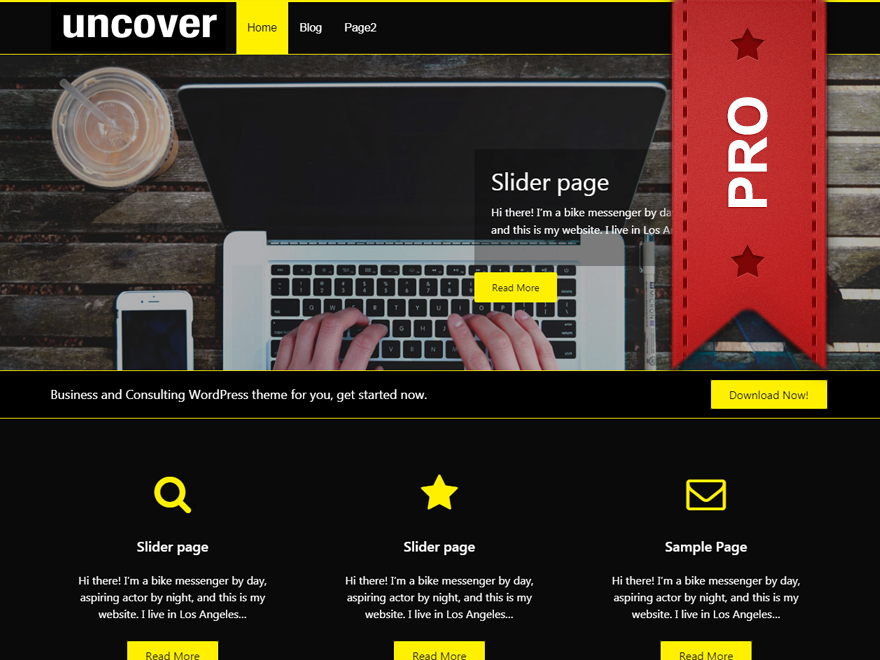 uncover
Home Blog Page2
PRO
Slider page
Hi there! I'm a bike messenger by da
and this is my website. I live in Los A
Read More
Business and Consulting WordPress theme for you, get started now.
Download Now!
Slider page
Hi there! I'm a bike messenger by day,
aspiring actor by night, and this is my
website. I live in Los Angeles...
Read More
Slider page
Hi there! I'm a bike messenger by day,
aspiring actor by night, and this is my
website. I live in Los Angeles...
Read More
Sample Page
Hi there! I'm a bike messenger by day,
aspiring actor by night, and this is my
website. I live in Los Angeles...
Read More